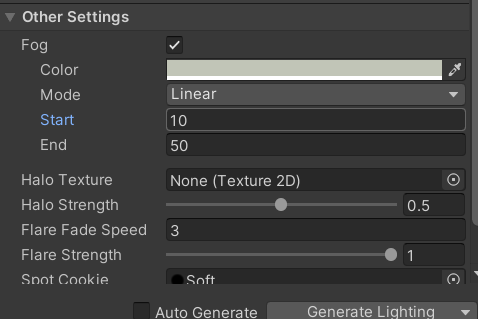 Other Settings
Fog
Color
Mode Linear
Start 10
End 50
Halo Texture None (Texture 2D)
Halo Strength 0.5
Flare Fade Speed 3
Flare Strength 1
Spot Cookie Soft
Auto Generate Generate Lighting